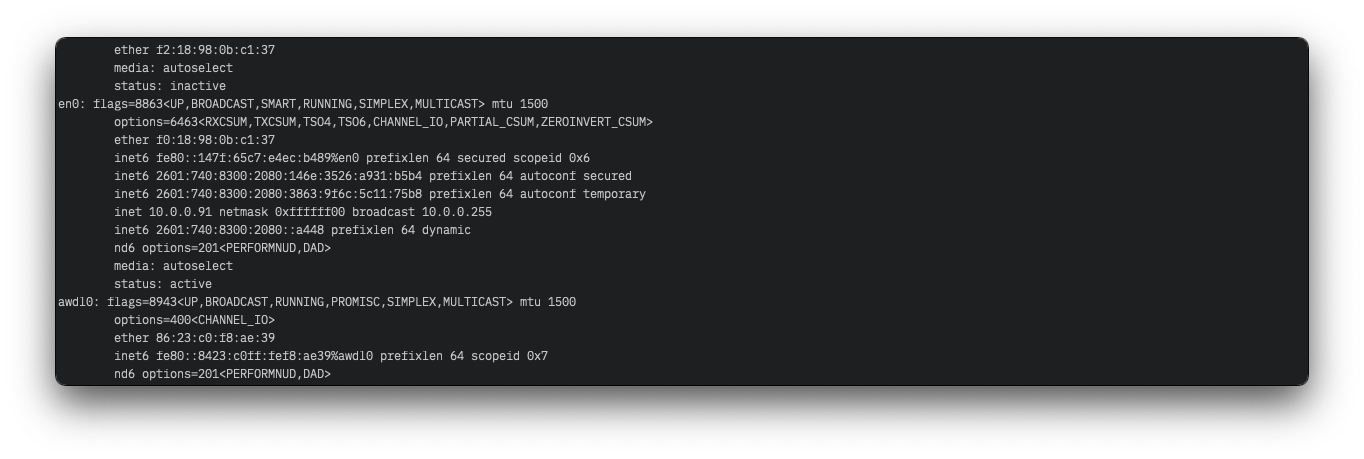 ether f2:18:98:0b:c1:37
media: autoselect
status: inactive
en0: flags=8863<UP,BROADCAST,SMART,RUNNING,SIMPLEX,MULTICAST> mtu 1500
options=6463<RXCSUM,TXCSUM,TSO4,TSO6,CHANNEL_IO,PARTIAL_CSUM,ZEROINVERT_CSUM>
ether f0:18:98:0b:c1:37
inet6 fe80::147f:65c7:e4ec:b489%en0 prefixlen 64 secured scopeid 0x6
inet6 2601:740:8300:2080:146e:3526:a931:b5b4 prefixlen 64 autoconf secured
inet6 2601:740:8300:2080:3863:9f6c:5c11:75b8 prefixlen 64 autoconf temporary
inet 10.0.0.91 netmask 0xffffff00 broadcast 10.0.0.255
inet6 2601:740:8300:2080::a448 prefixlen 64 dynamic
nd6 options=201<PERFORMNUD,DAD>
media: autoselect
status: active
awdl0: flags=8943<UP,BROADCAST,RUNNING,PROMISC,SIMPLEX,MULTICAST> mtu 1500
options=400<CHANNEL_IO>
ether 86:23:c0:f8:ae:39
inet6 fe80::8423:c0ff:fef8:ae39%awdl0 prefixlen 64 scopeid 0x7
nd6 options=201<PERFORMNUD,DAD>